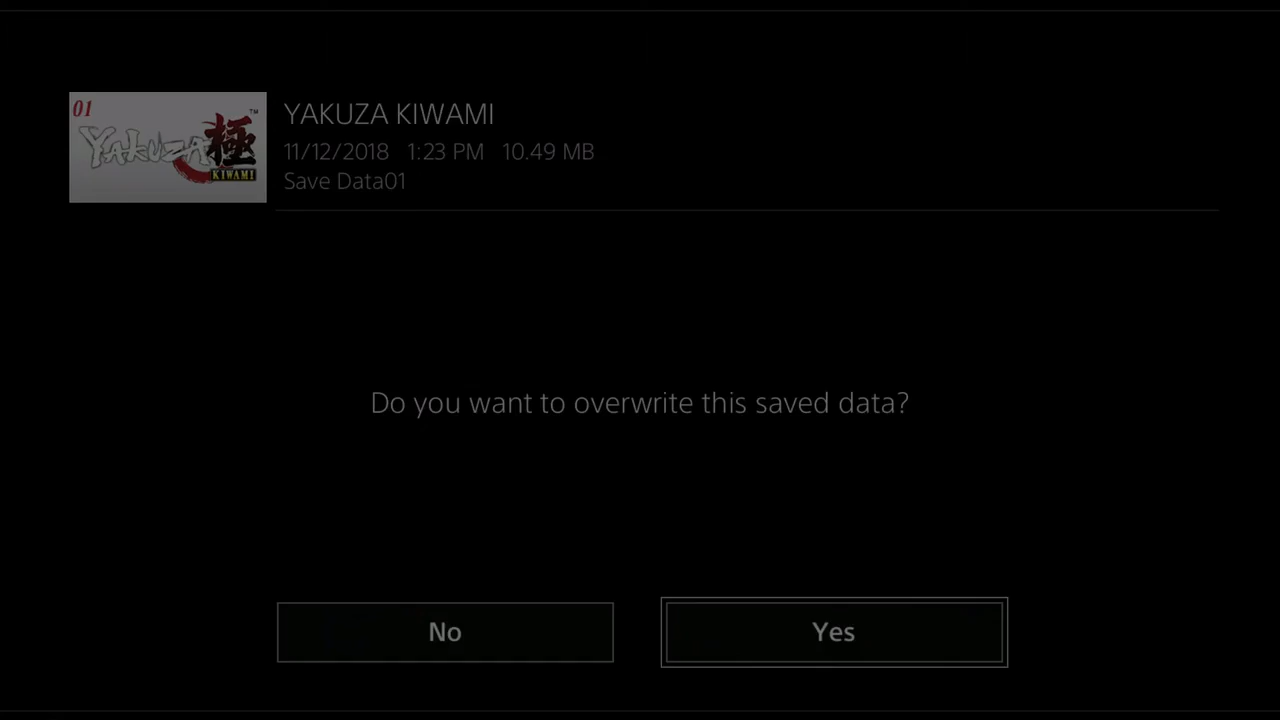 01
™
Yakuza 極
KIWAMI
YAKUZA KIWAMI
11/12/2018 1:23 PM 10.49 MB
Save Data01
Do you want to overwrite this saved data?
No Yes